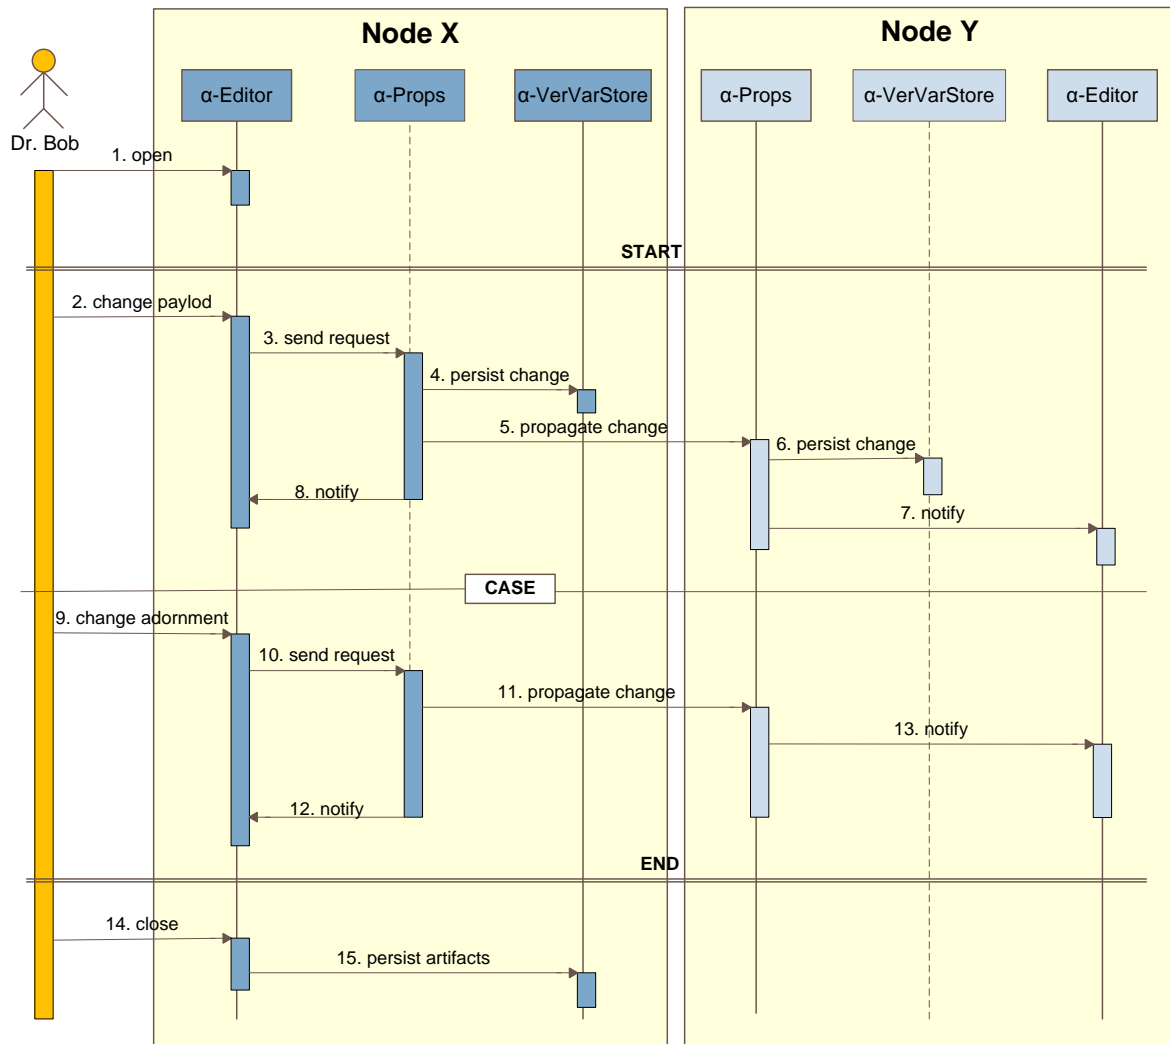 Node X
Node Y
α-Editor
α-Props
α-VerVarStore
α-Props
α-VerVarStore
α-Editor
Dr. Bob
1. open
START
2. change paylod
3. send request
4. persist change
5. propagate change
6. persist change
8. notify
7. notify
CASE
9. change adornment
10. send request
11. propagate change
13. notify
12. notify
END
14. close
15. persist artifacts